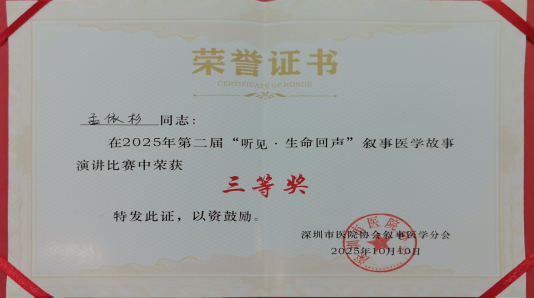 荣誉证书
CERTIFICATE OF HONOR
孟依杉 同志：
在2025年第二届“听见·生命回声”叙事医学故事
演讲比赛中荣获
三等奖
特发此证，以资鼓励。
深圳市医院协会叙事医学分会
2025年10月10日